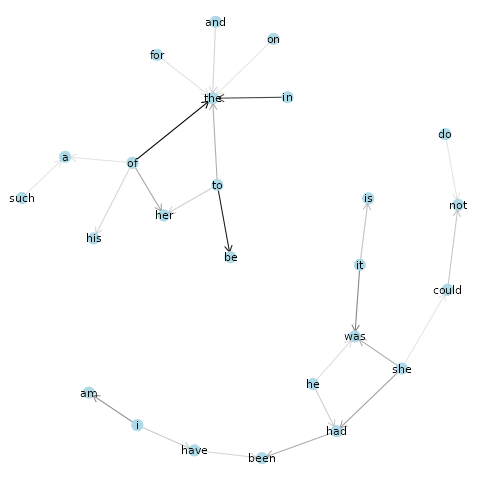 and
on
for
the
in
do
a
of
to
such
her
is
not
his
be
it
could
was
she
he
am
i
had
have
been